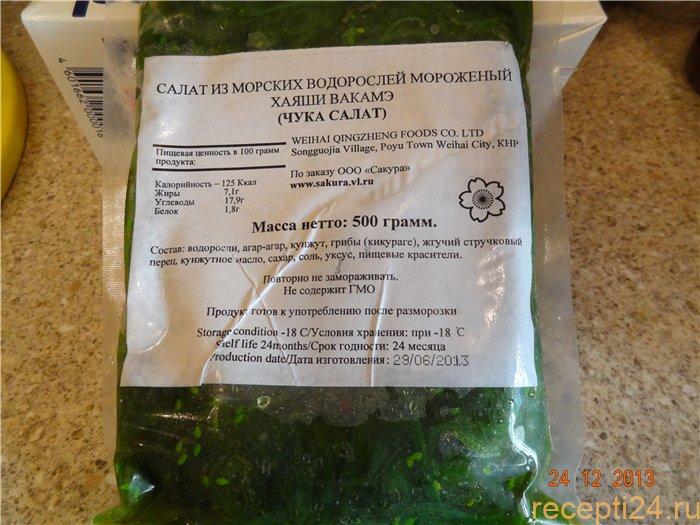 САЛАТ ИЗ МОРСКИХ ВОДОРОСЛЕЙ МОРОЖЕНЫЙ
ХАЯШИ ВАКАМЭ
(ЧУКА САЛАТ)
Пищевая ценность в 100 грамм
продукта:
Калорийность – 125 Ккал
Жиры 7,1г
Углеводы 17,9г
Белок 1,8г
WEIHAI QINGZHENG FOODS CO. LTD
Songguojia Village, Poyu Town Weihai City, КНР
По заказу ООО «Сакура»
www.sakura.vl.ru
Масса нетто: 500 грамм.
Состав: водоросли, агар-агар, кунжут, грибы (кикураге), жгучий стручковый
перец, кунжутное масло, сахар, соль, уксус, пищевые красители.
Повторно не замораживать.
Не содержит ГМО
Продукт готов к употреблению после разморозки
Storage condition -18 С/Условия хранения: при -18 ℃
Shelf life 24months/Срок годности: 24 месяца
Production date/Дата изготовления: 29/06/2013
4601662000016
24 12 2013
recepti24.ru